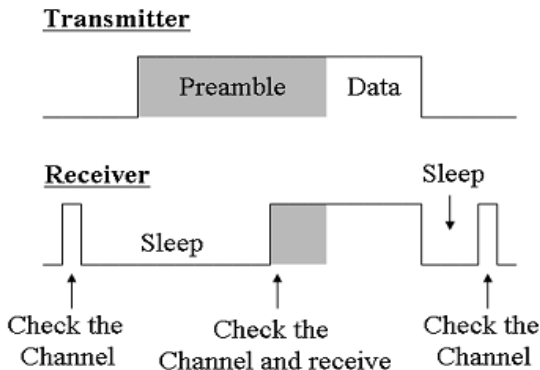 Transmitter
Preamble
Data
Receiver
Sleep
Sleep
Check the
Channel
Check the
Channel and receive
Check the
Channel